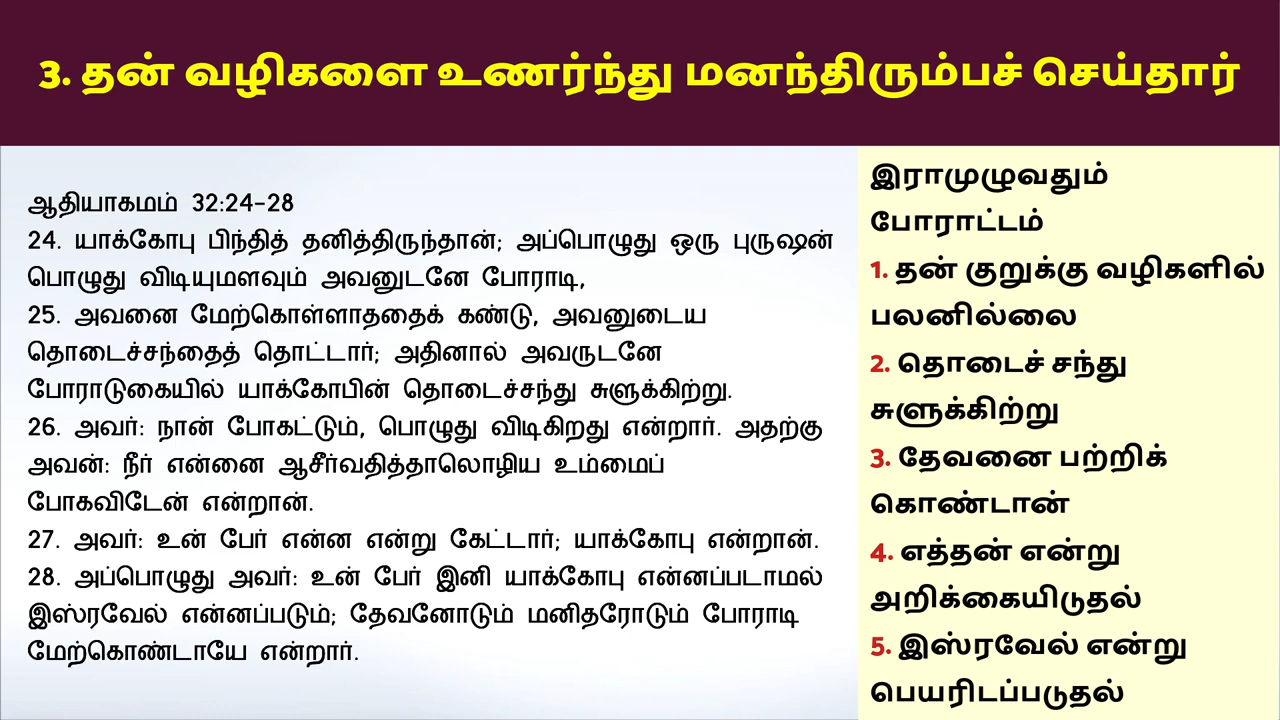 3. தன் வழிகளை உணர்ந்து மனந்திரும்பச் செய்தார்
ஆதியாகமம் 32:24-28
24. யாக்கோபு பிந்தித் தனித்திருந்தான்; அப்பொழுது ஒரு புருஷன்
பொழுது விடியுமளவும் அவனுடனே போராடி,
25. அவனை மேற்கொள்ளாததைக் கண்டு, அவனுடைய
தொடைச்சந்தைத் தொட்டார்; அதினால் அவருடனே
போராடுகையில் யாக்கோபின் தொடைச்சந்து சுளுக்கிற்று.
26. அவர்: நான் போகட்டும், பொழுது விடிகிறது என்றார். அதற்கு
அவன்: நீர் என்னை ஆசீர்வதித்தாலொழிய உம்மைப்
போகவிடேன் என்றான்.
27. அவர்: உன் பேர் என்ன என்று கேட்டார்; யாக்கோபு என்றான்.
28. அப்பொழுது அவர்: உன் பேர் இனி யாக்கோபு என்னப்படாமல்
இஸ்ரவேல் என்னப்படும்; தேவனோடும் மனிதரோடும் போராடி
மேற்கொண்டாயே என்றார்.
இராமுழுவதும்
போராட்டம்
1. தன் குறுக்கு வழிகளில்
பலனில்லை
2. தொடைச் சந்து
சுளுக்கிற்று
3. தேவனை பற்றிக்
கொண்டான்
4. எத்தன் என்று
அறிக்கையிடுதல்
5. இஸ்ரவேல் என்று
பெயரிடப்படுதல்